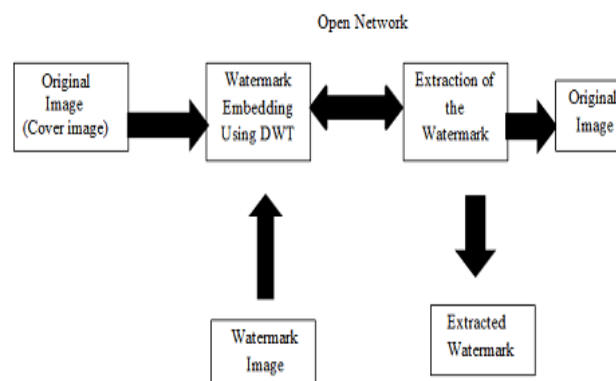 Open Network
Original
Image
(Cover image)
Watermark
Embedding
Using DWT
Extraction of
the
Watermark
Original
Image
Watermark
Image
Extracted
Watermark